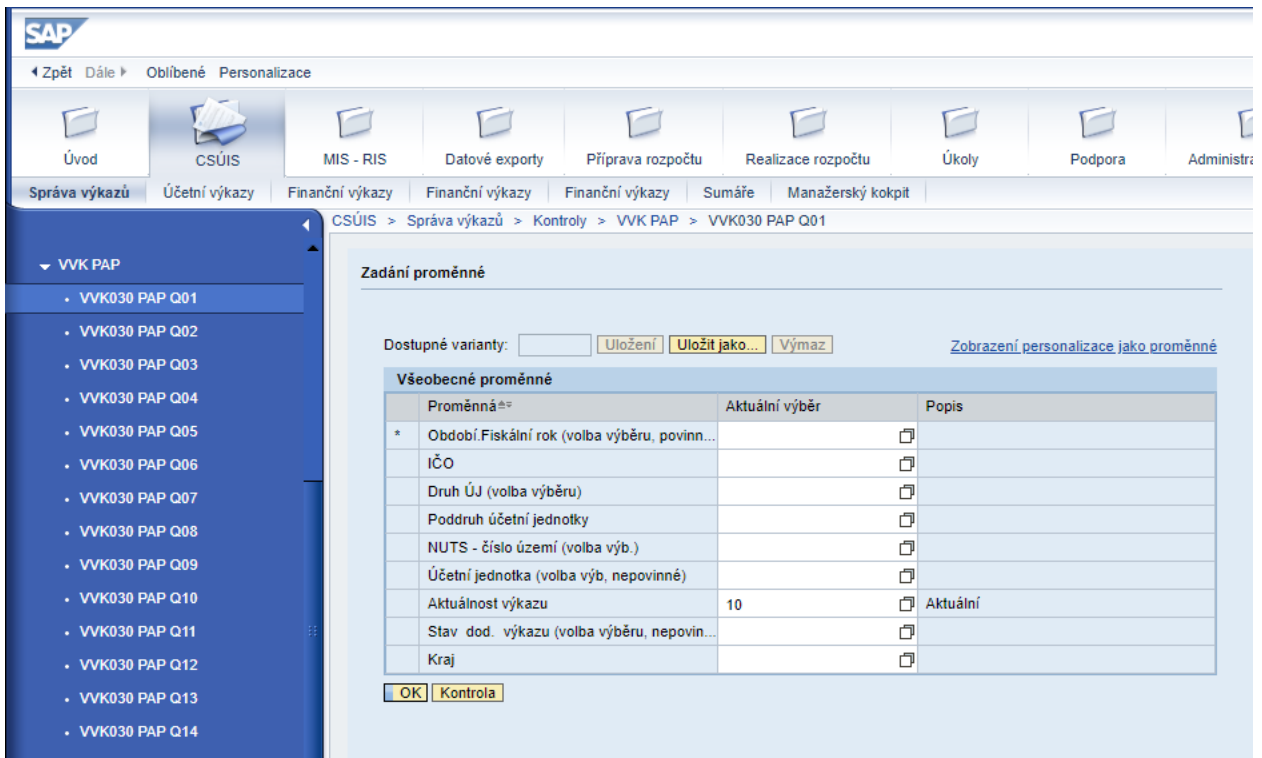 SAP
Zpět Dále Oblíbené Personalizace
Úvod CSÚIS MIS - RIS Datové exporty Příprava rozpočtu Realizace rozpočtu Úkoly Podpora Administra
Správa výkazů Účetní výkazy Finanční výkazy Finanční výkazy Finanční výkazy Sumáře Manažerský kokpit
CSÚIS > Správa výkazů > Kontroly > VVK PAP > VVK030 PAP Q01
VVK PAP
VVK030 PAP Q01
VVK030 PAP Q02
VVK030 PAP Q03
VVK030 PAP Q04
VVK030 PAP Q05
VVK030 PAP Q06
VVK030 PAP Q07
VVK030 PAP Q08
VVK030 PAP Q09
VVK030 PAP Q10
VVK030 PAP Q11
VVK030 PAP Q12
VVK030 PAP Q13
VVK030 PAP Q14
Zadání proměnné
Dostupné varianty: Uložení Uložit jako... Výmaz Zobrazení personalizace jako proměnné
Všeobecné proměnné
Proměnná Aktuální výběr Popis
* Období.Fiskální rok (volba výběru, povinn...
IČO
Druh ÚJ (volba výběru)
Poddruh účetní jednotky
NUTS - číslo území (volba výb.)
Účetní jednotka (volba výb, nepovinné)
Aktuálnost výkazu 10 Aktuální
Stav dod. výkazu (volba výběru, nepovin...
Kraj
OK Kontrola